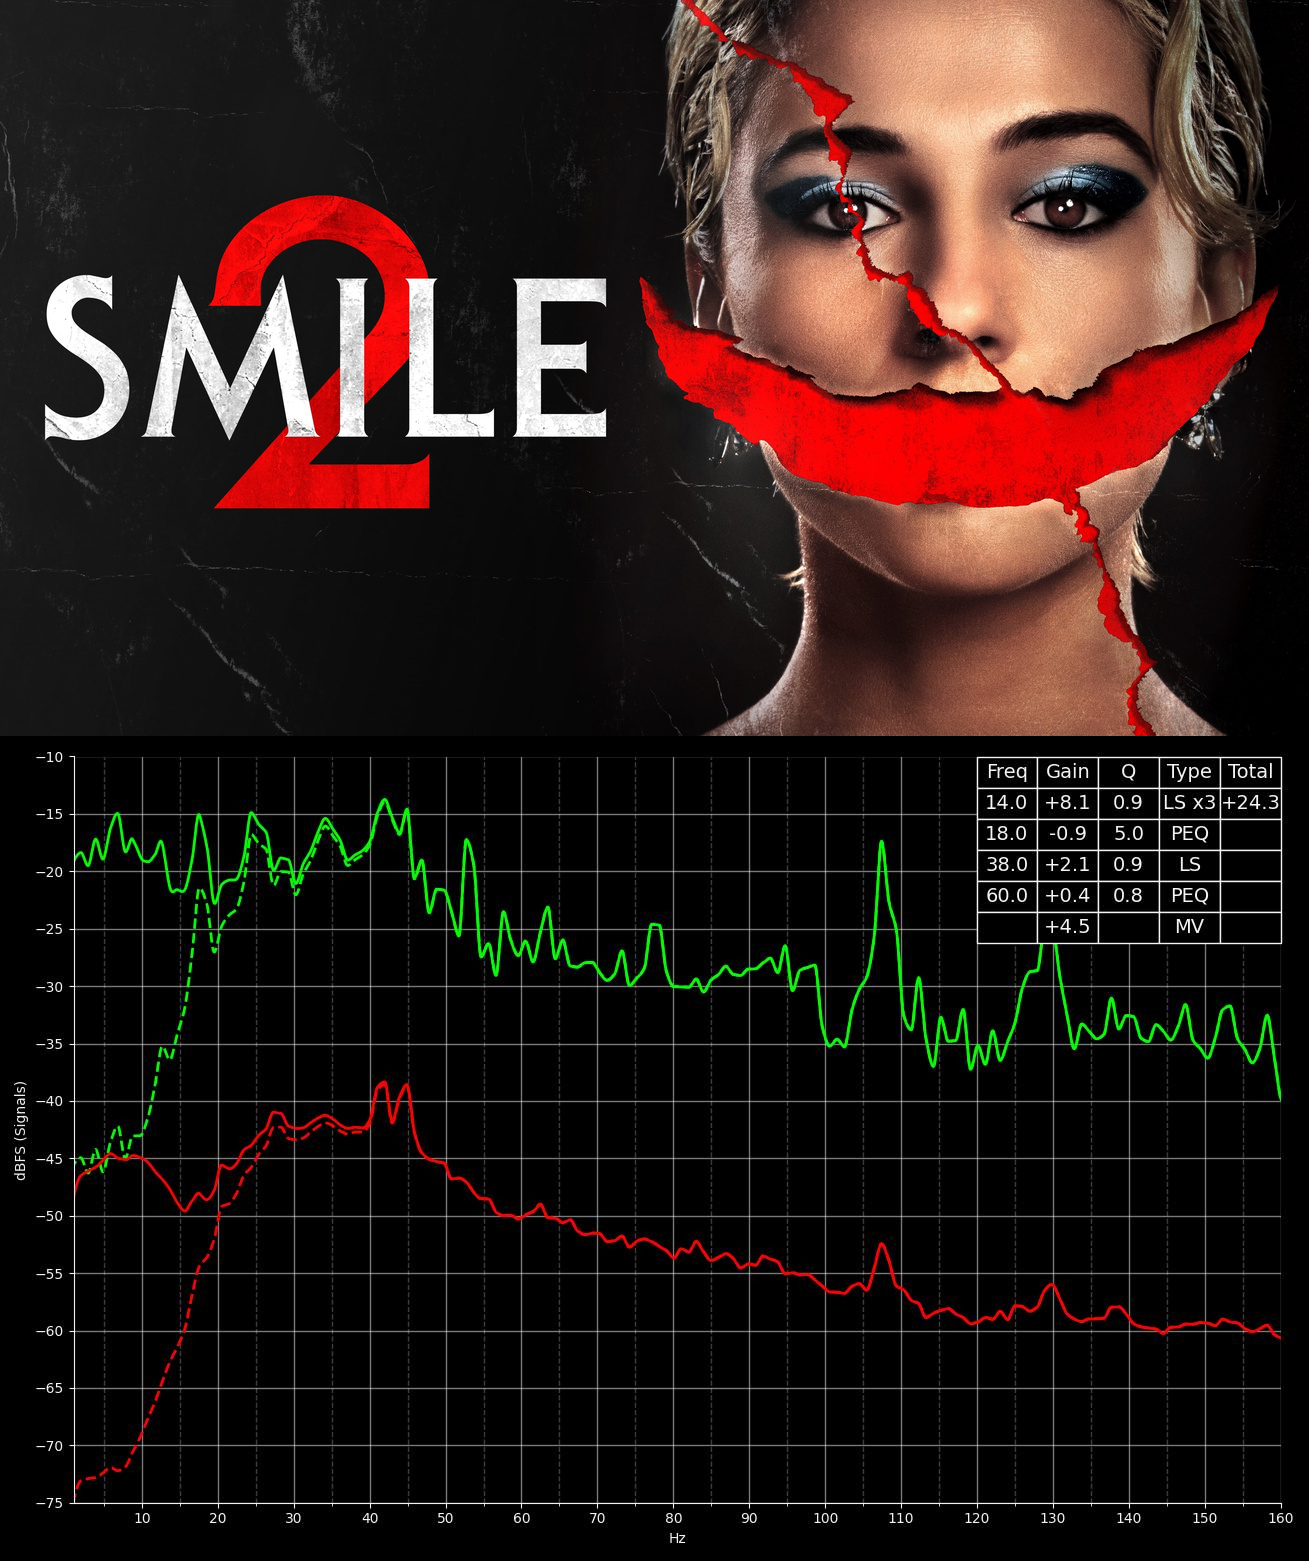 SMILE
2
Freq Gain Q Type Total
14.0 +8.1 0.9 LS x3 +24.3
18.0 -0.9 5.0 PEQ
38.0 +2.1 0.9 LS
60.0 +0.4 0.8 PEQ
+4.5 MV
−10
−15
−20
−25
−30
−35
−40
−45
−50
−55
−60
−65
−70
−75
dBFS (Signals)
10 20 30 40 50 60 70 80 90 100 110 120 130 140 150 160
Hz